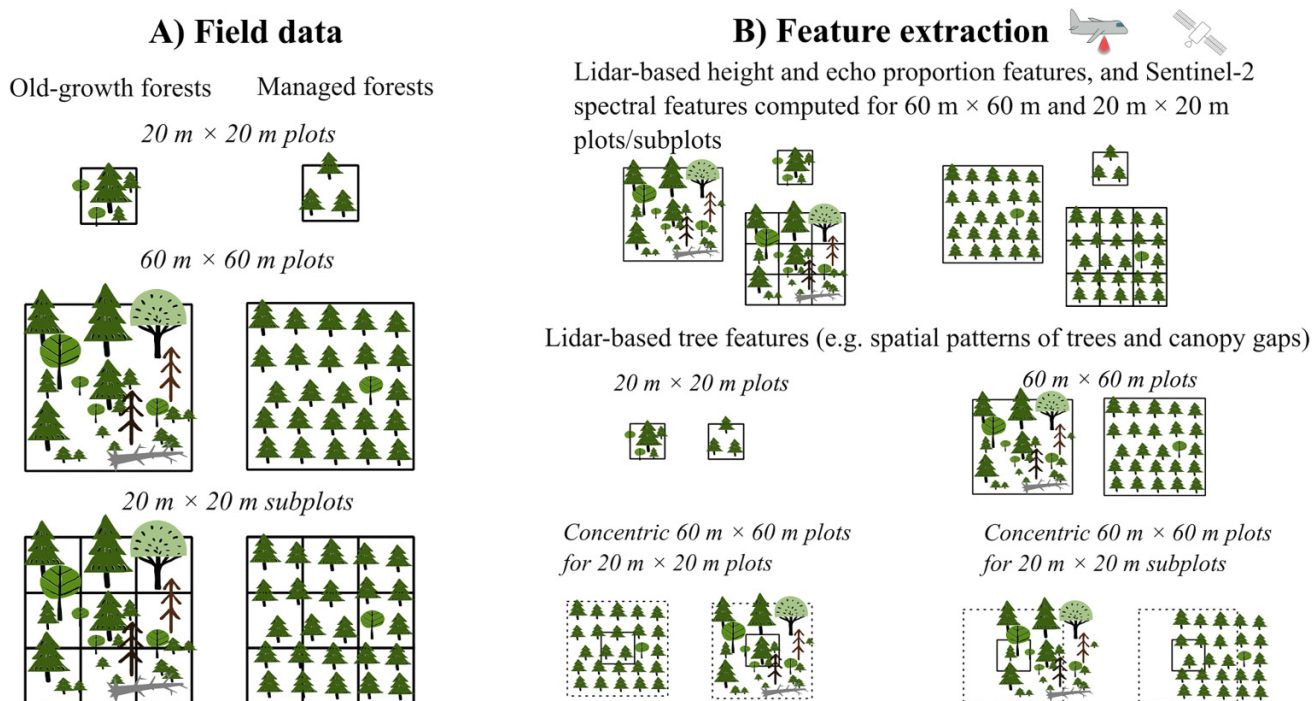 A) Field data
Old-growth forests
Managed forests
20 m × 20 m plots
60 m × 60 m plots
20 m × 20 m subplots
B) Feature extraction
Lidar-based height and echo proportion features, and Sentinel-2
spectral features computed for 60 m × 60 m and 20 m × 20 m
plots/subplots
Lidar-based tree features (e.g. spatial patterns of trees and canopy gaps)
20 m × 20 m plots
60 m × 60 m plots
Concentric 60 m × 60 m plots
for 20 m × 20 m plots
Concentric 60 m × 60 m plots
for 20 m × 20 m subplots